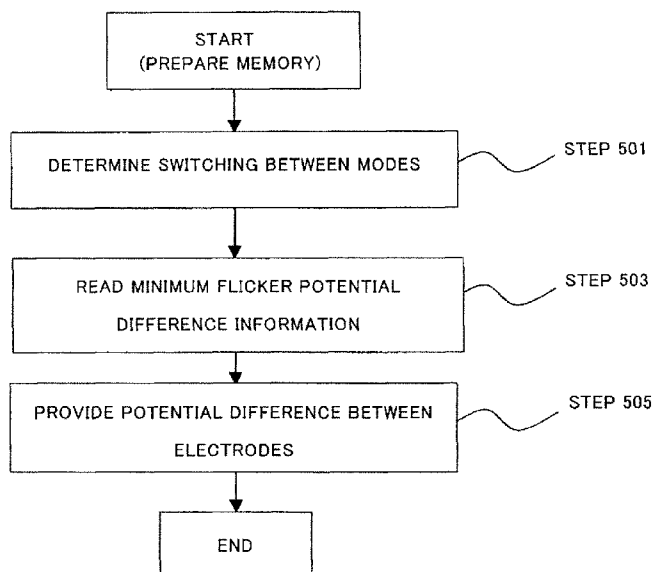 START
(PREPARE MEMORY)
DETERMINE SWITCHING BETWEEN MODES
STEP 501
READ MINIMUM FLICKER POTENTIAL
DIFFERENCE INFORMATION
STEP 503
PROVIDE POTENTIAL DIFFERENCE BETWEEN
ELECTRODES
STEP 505
END